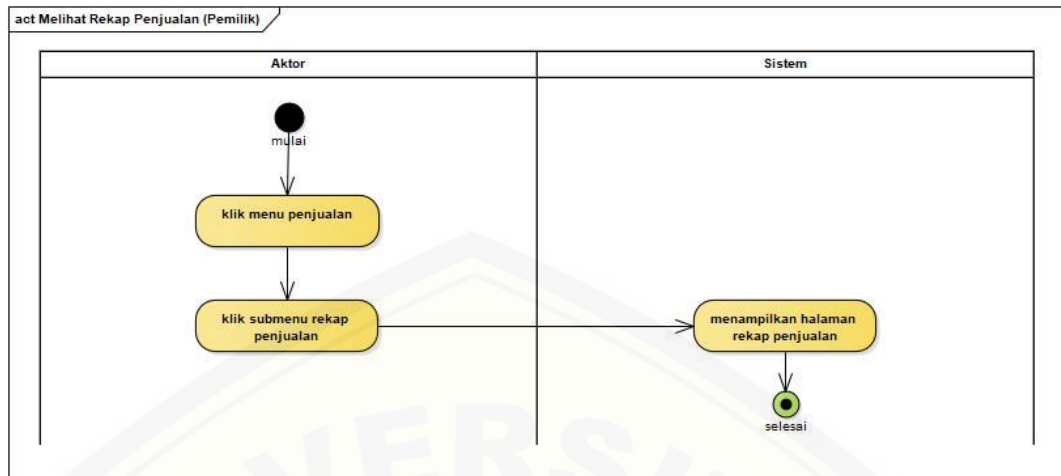 act Melihat Rekap Penjualan (Pemilik)
Aktor
Sistem
mulai
klik menu penjualan
klik submenu rekap
penjualan
menampilkan halaman
rekap penjualan
selesai